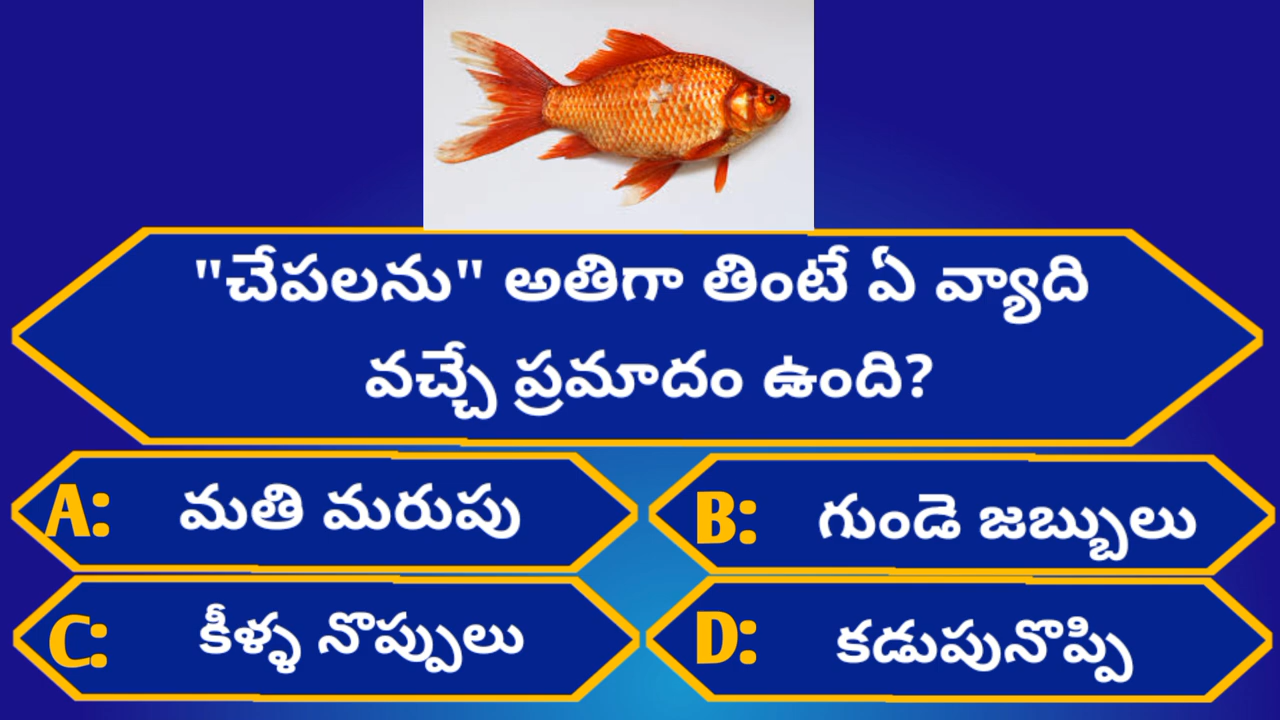 "చేపలను" అతిగా తింటే ఏ వ్యాది
వచ్చే ప్రమాదం ఉంది?
A: మతి మరుపు
B: గుండె జబ్బులు
C: కీళ్ళ నొప్పులు
D: కడుపునొప్పి